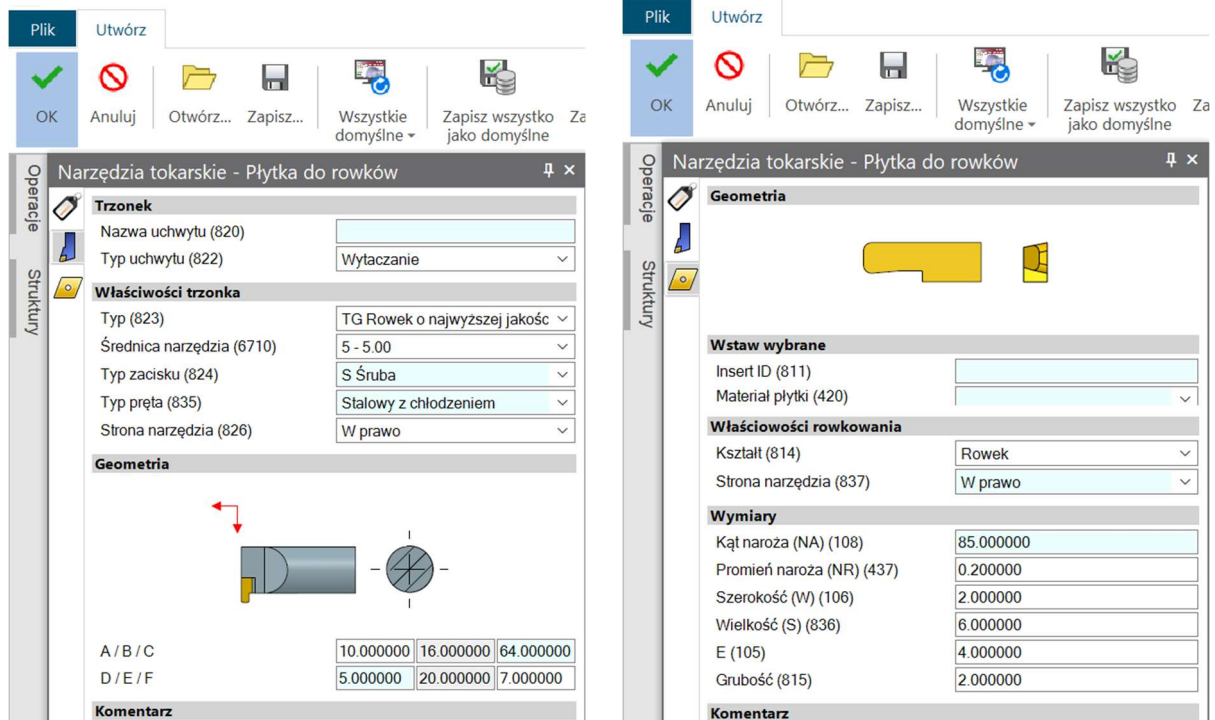 Plik
Utwórz
OK
Anuluj
Otwórz...
Zapisz...
Wszystkie
domyślne
Zapisz wszystko
jako domyślne
Za
Operacje
Struktury
Narzędzia tokarskie - Płytka do rowków
Trzonek
Nazwa uchwytu (820)
Typ uchwytu (822) Wytaczanie
Właściwości trzonka
Typ (823) TG Rowek o najwyższej jakośc
Średnica narzędzia (6710) 5 - 5.00
Typ zacisku (824) S Śruba
Typ pręta (835) Stalowy z chłodzeniem
Strona narzędzia (826) W prawo
Geometria
A / B / C 10.000000 16.000000 64.000000
D / E / F 5.000000 20.000000 7.000000
Komentarz
Plik
Utwórz
OK
Anuluj
Otwórz...
Zapisz...
Wszystkie
domyślne
Zapisz wszystko
jako domyślne
Za
Operacje
Struktury
Narzędzia tokarskie - Płytka do rowków
Geometria
Wstaw wybrane
Insert ID (811)
Materiał płytki (420)
Właściowości rowkowania
Kształt (814) Rowek
Strona narzędzia (837) W prawo
Wymiary
Kąt naroża (NA) (108) 85.000000
Promień naroża (NR) (437) 0.200000
Szerokość (W) (106) 2.000000
Wielkość (S) (836) 6.000000
E (105) 4.000000
Grubość (815) 2.000000
Komentarz